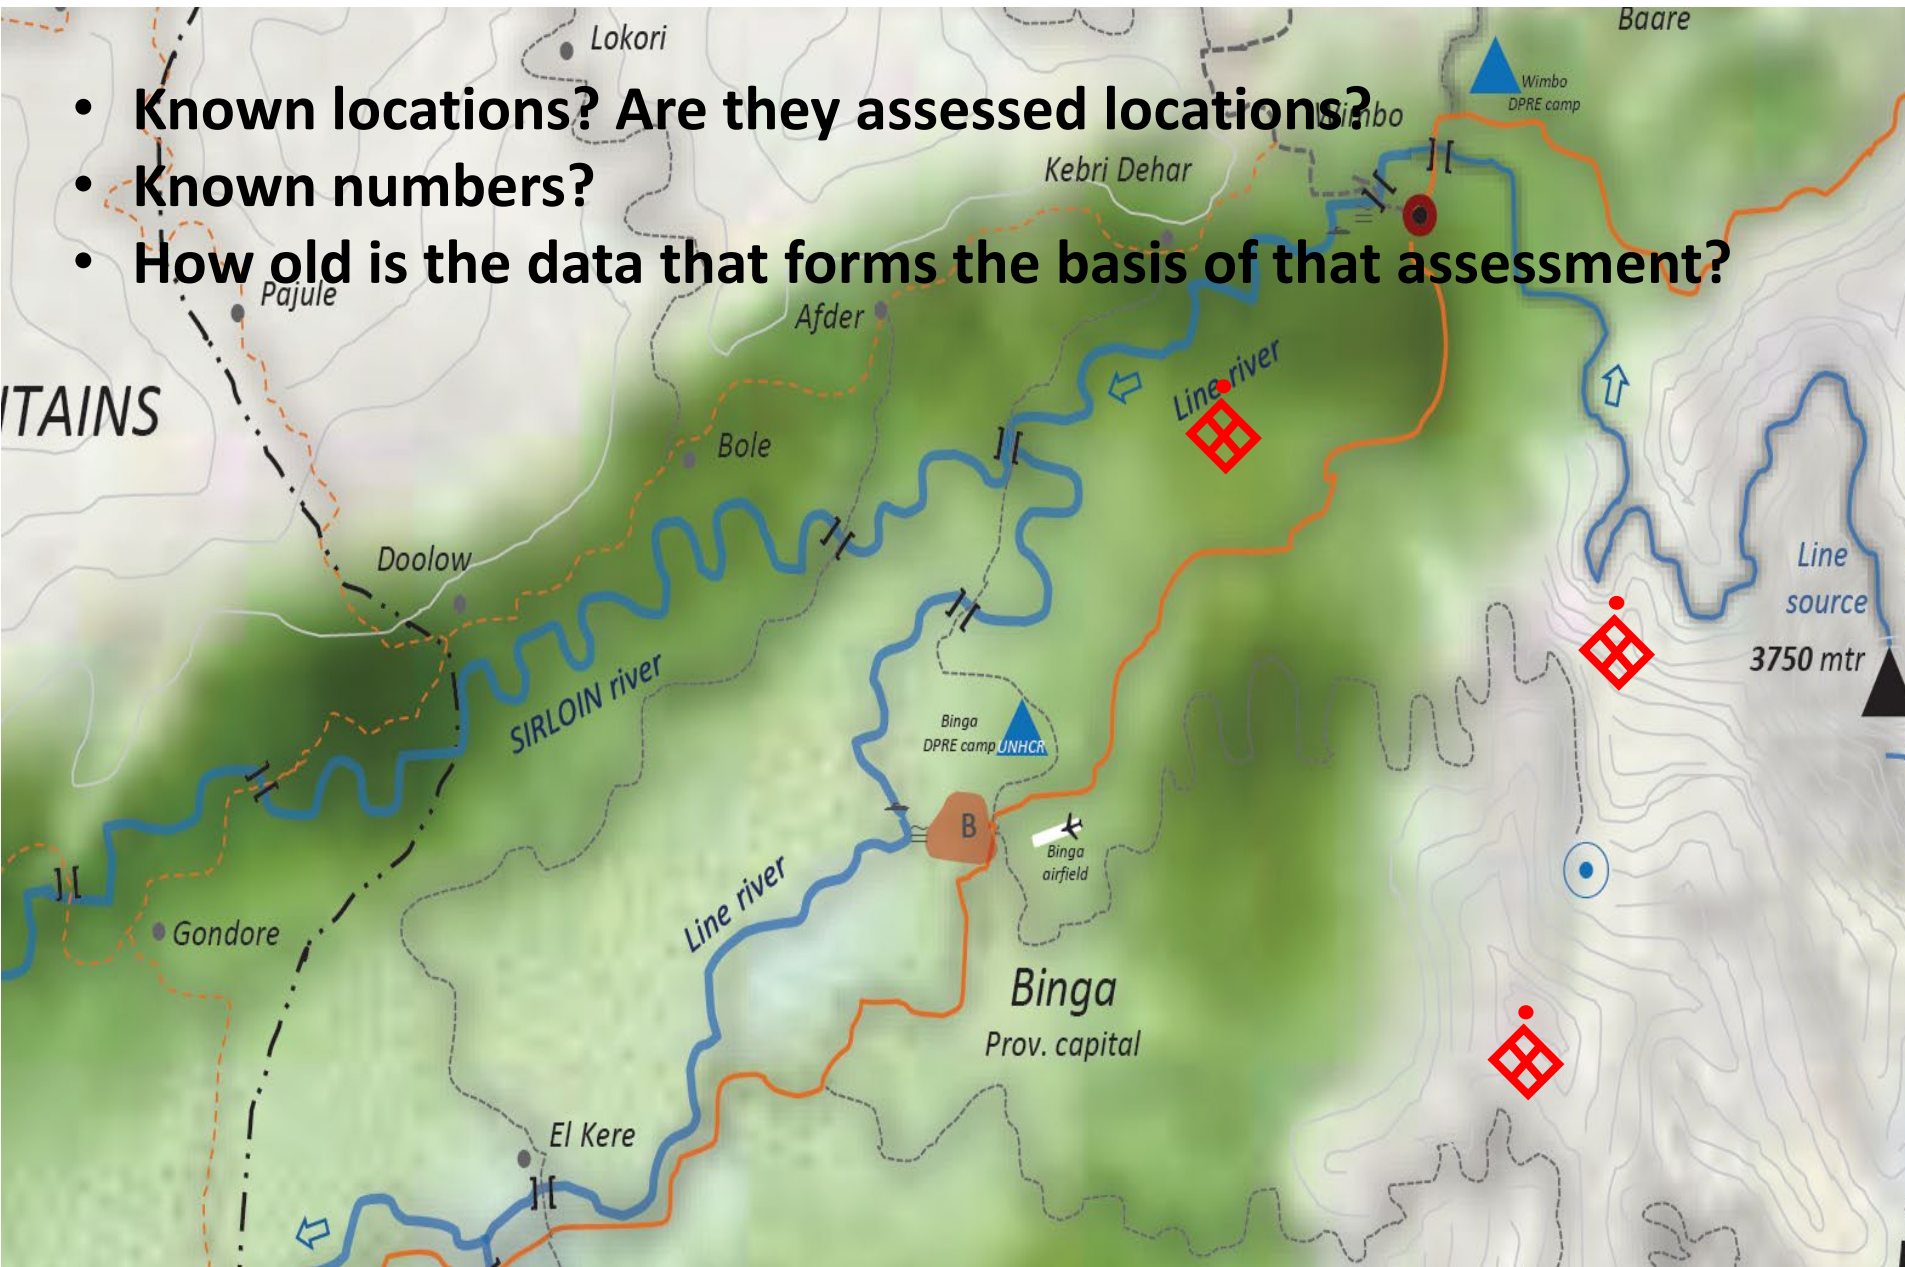 Lokori
Baare
• Known locations? Are they assessed locations?
Wimbo
DPRE camp
Wimbo
• Known numbers?
Kebri Dehar
• How old is the data that forms the basis of that assessment?
Pajule
Afder
Line river
TAINS
Bole
Doolow
Line
source
3750 mtr
SIRLOIN river
Binga
DPRE camp
UNHCR
B
Binga
airfield
Line river
Gondore
Binga
Prov. capital
El Kere